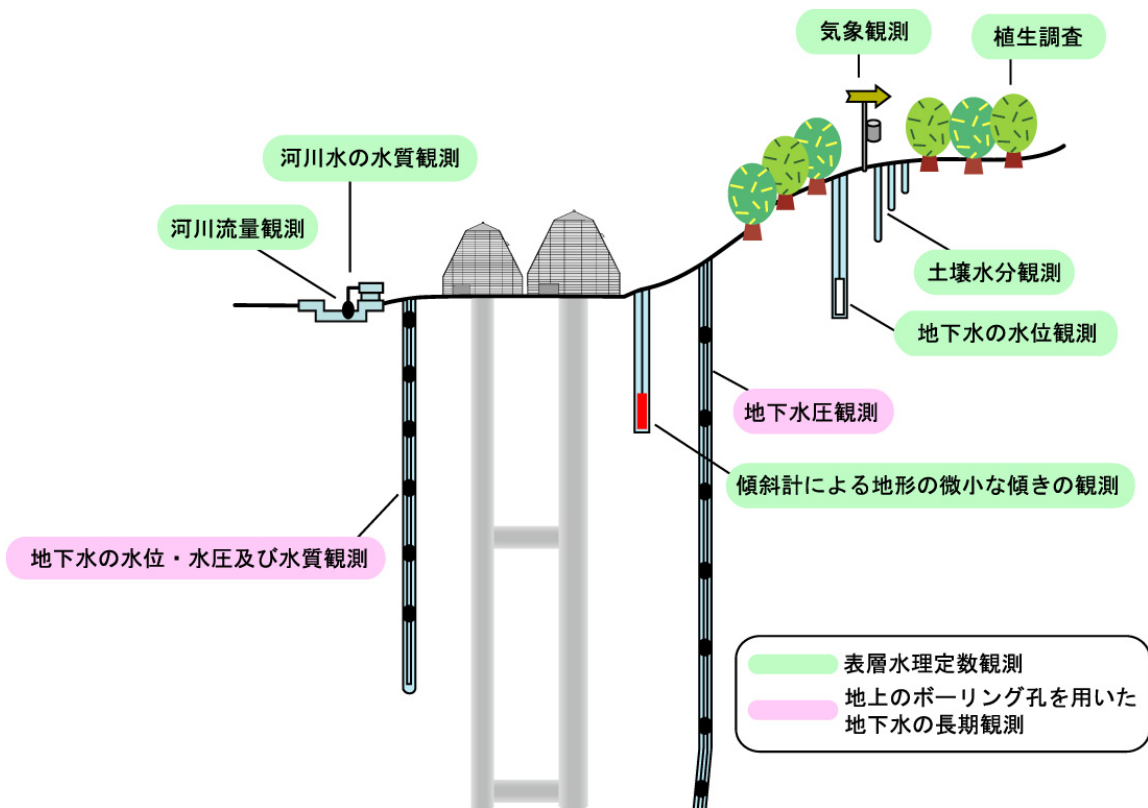 気象観測
植生調査
河川水の水質観測
河川流量観測
土壌水分観測
地下水の水位観測
地下水圧観測
傾斜計による地形の微小な傾きの観測
地下水の水位・水圧及び水質観測
表層水理定数観測
地上のボーリング孔を用いた
地下水の長期観測